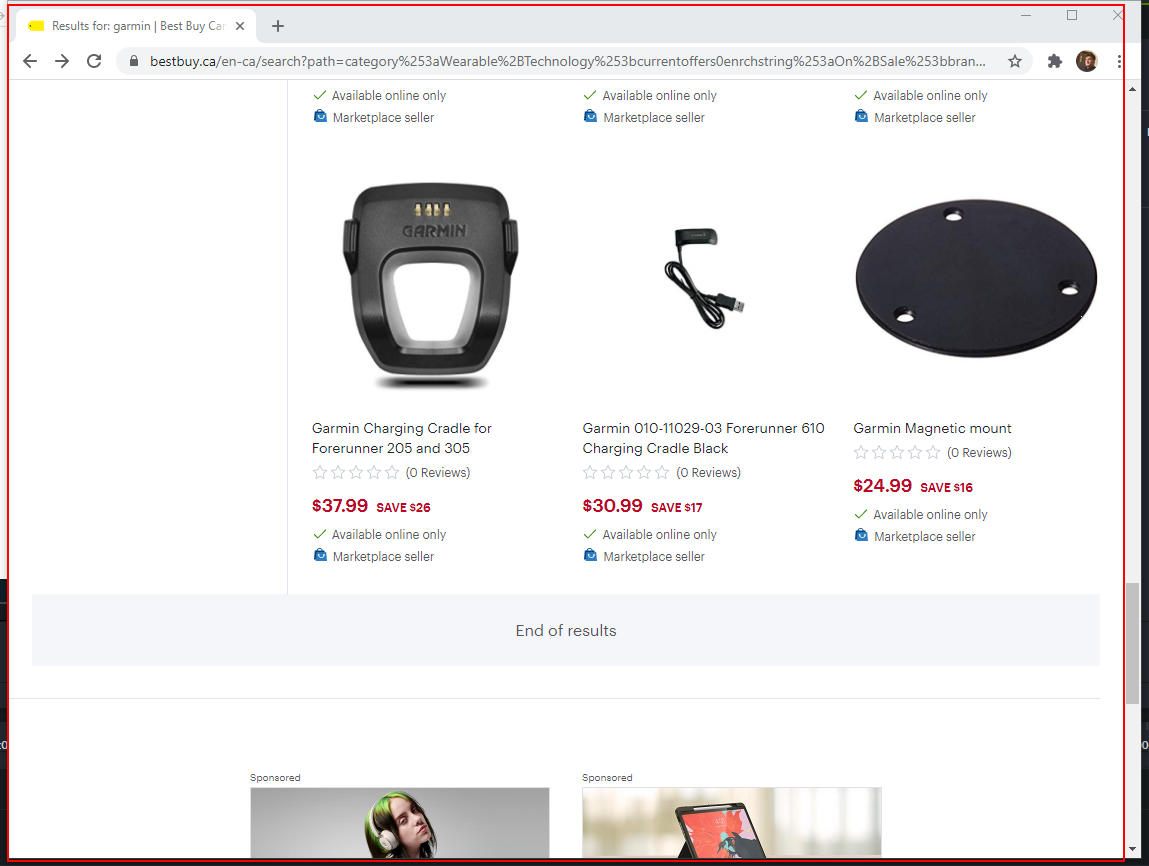 Results for: garmin | Best Buy Can
bestbuy.ca/en-ca/search?path=category%253aWearable%2BTechnology%253bcurrentoffers0enrchstring%253aOn%2BSale%253bbran...
Available online only
Marketplace seller
Available online only
Marketplace seller
Available online only
Marketplace seller
GARMIN
Garmin Charging Cradle for
Forerunner 205 and 305
(0 Reviews)
$37.99 SAVE $26
Available online only
Marketplace seller
Garmin 010-11029-03 Forerunner 610
Charging Cradle Black
(0 Reviews)
$30.99 SAVE $17
Available online only
Marketplace seller
Garmin Magnetic mount
(0 Reviews)
$24.99 SAVE $16
Available online only
Marketplace seller
End of results
Sponsored
Sponsored